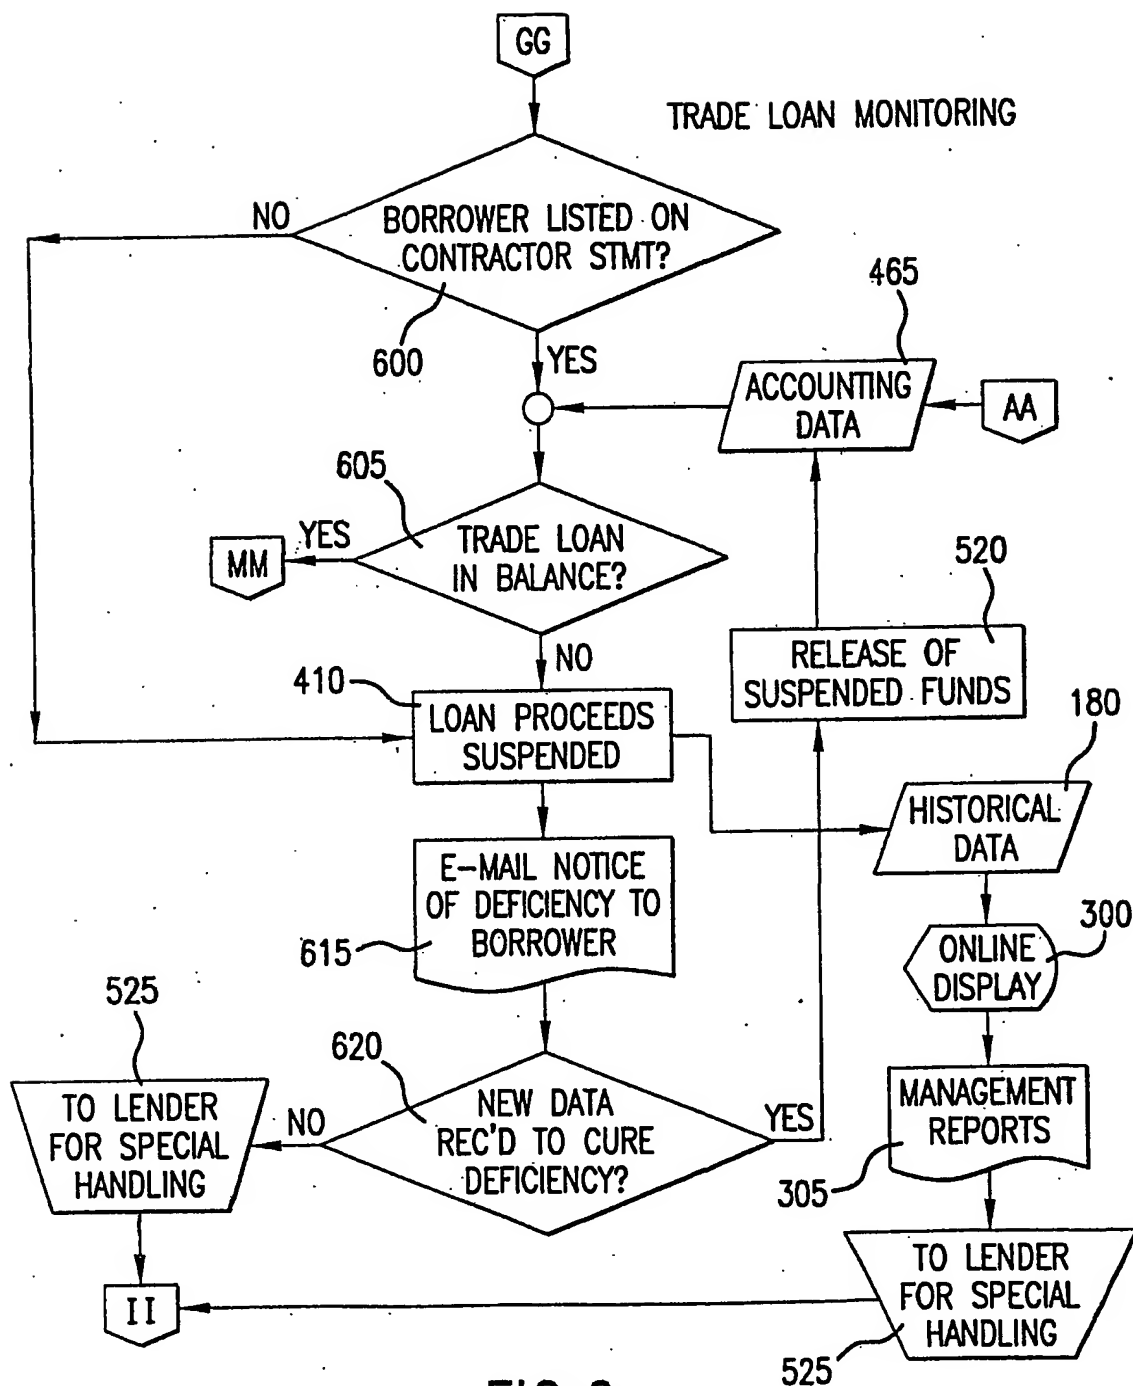 GG
TRADE LOAN MONITORING
NO
BORROWER LISTED ON
CONTRACTOR STMT?
600
YES
465
ACCOUNTING
DATA
AA
605
YES
TRADE LOAN
IN BALANCE?
MM
NO
520
RELEASE OF
SUSPENDED FUNDS
410
LOAN PROCEEDS
SUSPENDED
180
HISTORICAL
DATA
E-MAIL NOTICE
OF DEFICIENCY TO
BORROWER
615
300
ONLINE
DISPLAY
525
TO LENDER
FOR SPECIAL
HANDLING
620
NO
NEW DATA
REC'D TO CURE
DEFICIENCY?
YES
MANAGEMENT
REPORTS
305
TO LENDER
FOR SPECIAL
HANDLING
525
II